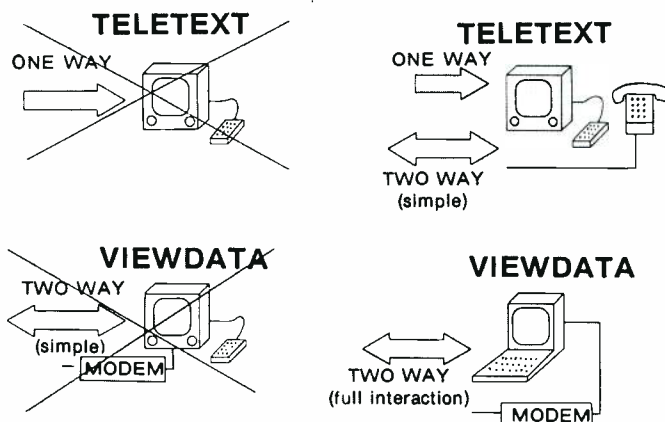 TELETEXT
ONE WAY
TELETEXT
ONE WAY
TWO WAY
(simple)
VIEWDATA
TWO WAY
(simple)
MODEM
VIEWDATA
TWO WAY
(full interaction)
MODEM